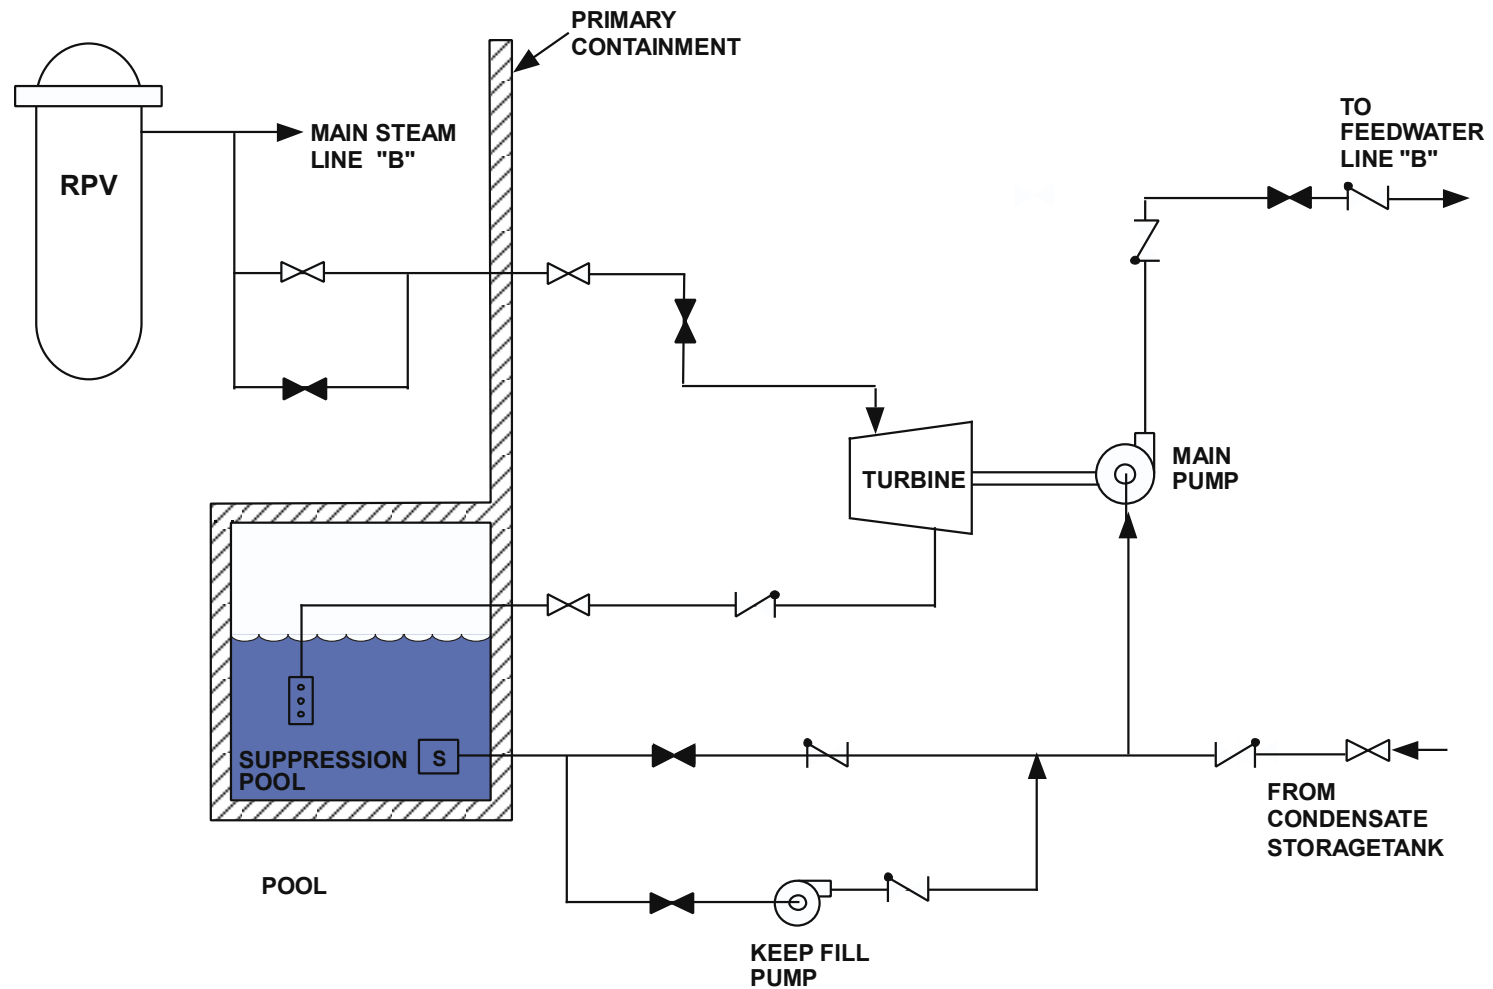 PRIMARY
CONTAINMENT
TO
FEEDWATER
LINE "B"
MAIN STEAM
LINE "B"
RPV
MAIN
PUMP
TURBINE
SUPPRESSION
POOL
S
FROM
CONDENSATE
STORAGETANK
POOL
KEEP FILL
PUMP